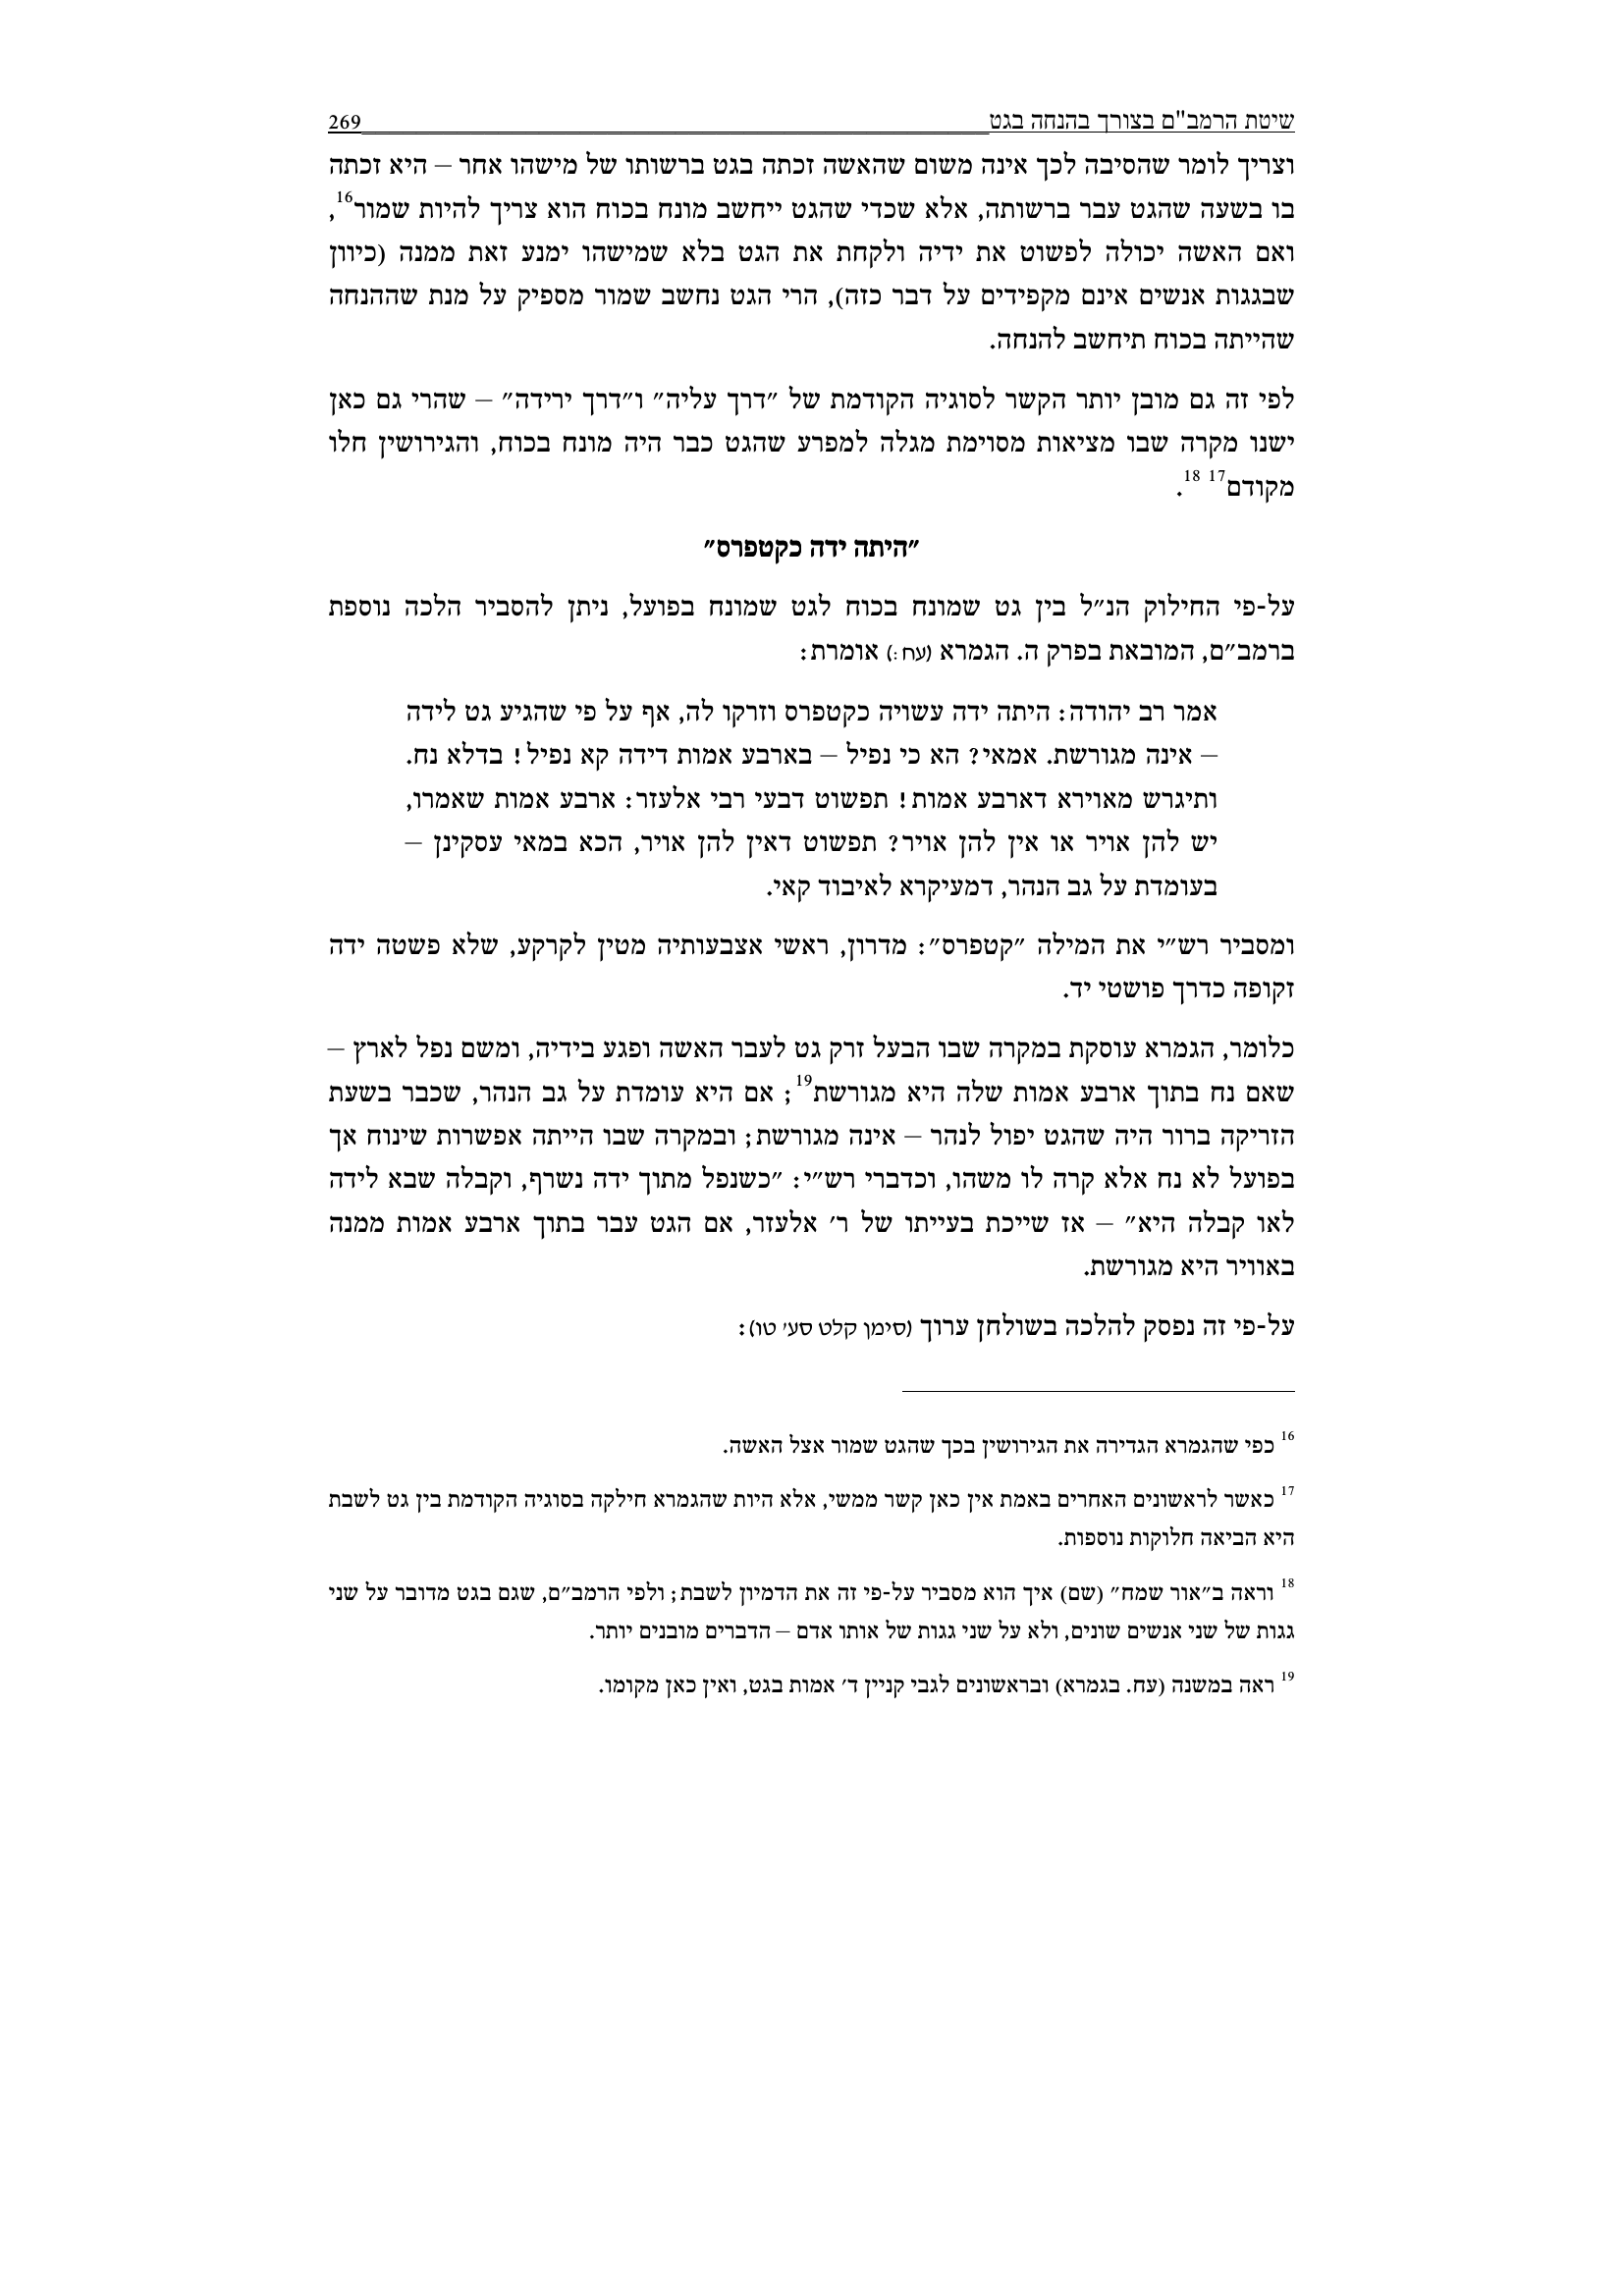 שיטת הרמב"ם בצורך בהנחה בגט 269
וצריך לומר שהסיבה לכך אינה משום שהאשה זכתה בגט ברשותו של מישהו אחר – היא זכתה
בו בשעה שהגט עבר ברשותה, אלא שכדי שהגט ייחשב מונח בכוח הוא צריך להיות שמור16,
ואם האשה יכולה לפשוט את ידיה ולקחת את הגט בלא שמישהו ימנע זאת ממנה (כיוון
שבגגות אנשים אינם מקפידים על דבר כזה), הרי הגט נחשב שמור מספיק על מנת שההנחה
שהייתה בכוח תיחשב להנחה.
לפי זה גם מובן יותר הקשר לסוגיה הקודמת של ״דרך עליה״ ו״דרך ירידה״ – שהרי גם כאן
ישנו מקרה שבו מציאות מסוימת מגלה למפרע שהגט כבר היה מונח בכוח, והגירושין חלו
מקודם17 18.
״היתה ידה כקטפרס״
על-פי החילוק הנ״ל בין גט שמונח בכוח לגט שמונח בפועל, ניתן להסביר הלכה נוספת
ברמב״ם, המובאת בפרק ה. הגמרא (עח:) אומרת:
אמר רב יהודה: היתה ידה עשויה כקטפרס וזרקו לה, אף על פי שהגיע גט לידה
– אינה מגורשת. אמאי? הא כי נפיל – בארבע אמות דידה קא נפיל! בדלא נח.
ותיגרש מאוירא דארבע אמות! תפשוט דבעי רבי אלעזר: ארבע אמות שאמרו,
יש להן אויר או אין להן אויר? תפשוט דאין להן אויר, הכא במאי עסקינן –
בעומדת על גב הנהר, דמעיקרא לאיבוד קאי.
ומסביר רש״י את המילה ״קטפרס״: מדרון, ראשי אצבעותיה מטין לקרקע, שלא פשטה ידה
זקופה כדרך פושטי יד.
כלומר, הגמרא עוסקת במקרה שבו הבעל זרק גט לעבר האשה ופגע בידיה, ומשם נפל לארץ –
שאם נח בתוך ארבע אמות שלה היא מגורשת19; אם היא עומדת על גב הנהר, שכבר בשעת
הזריקה ברור היה שהגט יפול לנהר – אינה מגורשת; ובמקרה שבו הייתה אפשרות שינוח אך
בפועל לא נח אלא קרה לו משהו, וכדברי רש״י: ״כשנפל מתוך ידה נשרף, וקבלה שבא לידה
לאו קבלה היא״ – אז שייכת בעייתו של ר׳ אלעזר, אם הגט עבר בתוך ארבע אמות ממנה
באוויר היא מגורשת.
על-פי זה נפסק להלכה בשולחן ערוך (סימן קלט סע׳ טו):
16 כפי שהגמרא הגדירה את הגירושין בכך שהגט שמור אצל האשה.
17 כאשר לראשונים האחרים באמת אין כאן קשר ממשי, אלא היות שהגמרא חילקה בסוגיה הקודמת בין גט לשבת
היא הביאה חלוקות נוספות.
18 וראה ב״אור שמח״ (שם) איך הוא מסביר על-פי זה את הדמיון לשבת; ולפי הרמב״ם, שגם בגט מדובר על שני
גגות של שני אנשים שונים, ולא על שני גגות של אותו אדם – הדברים מובנים יותר.
19 ראה במשנה (עח. בגמרא) ובראשונים לגבי קניין ד׳ אמות בגט, ואין כאן מקומו.